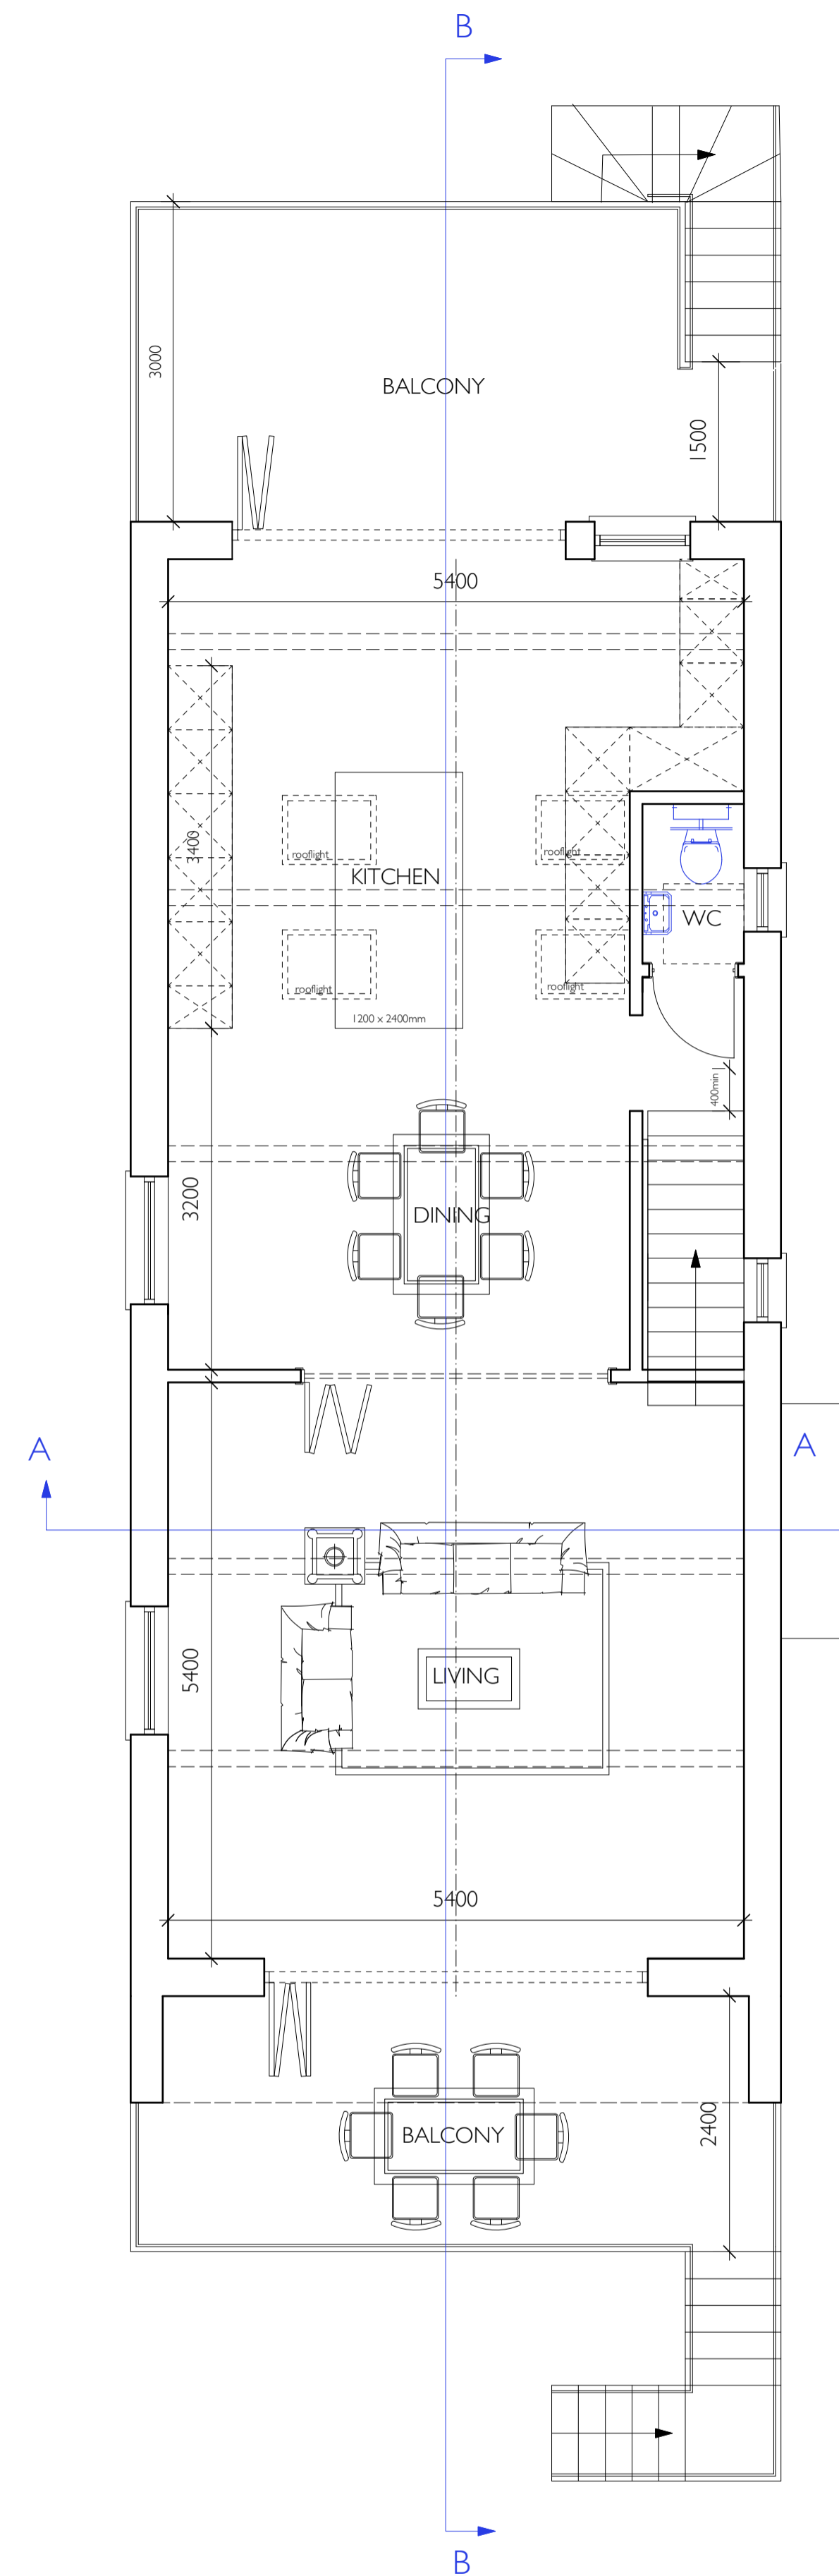 B
3000
BALCONY
1500
5400
3400
rooflight
rooflight
KITCHEN
WC
rooflight
rooflight
1200 x 2400mm
400min
3200
DINING
A
A
5400
LIVING
5400
2400
BALCONY
B